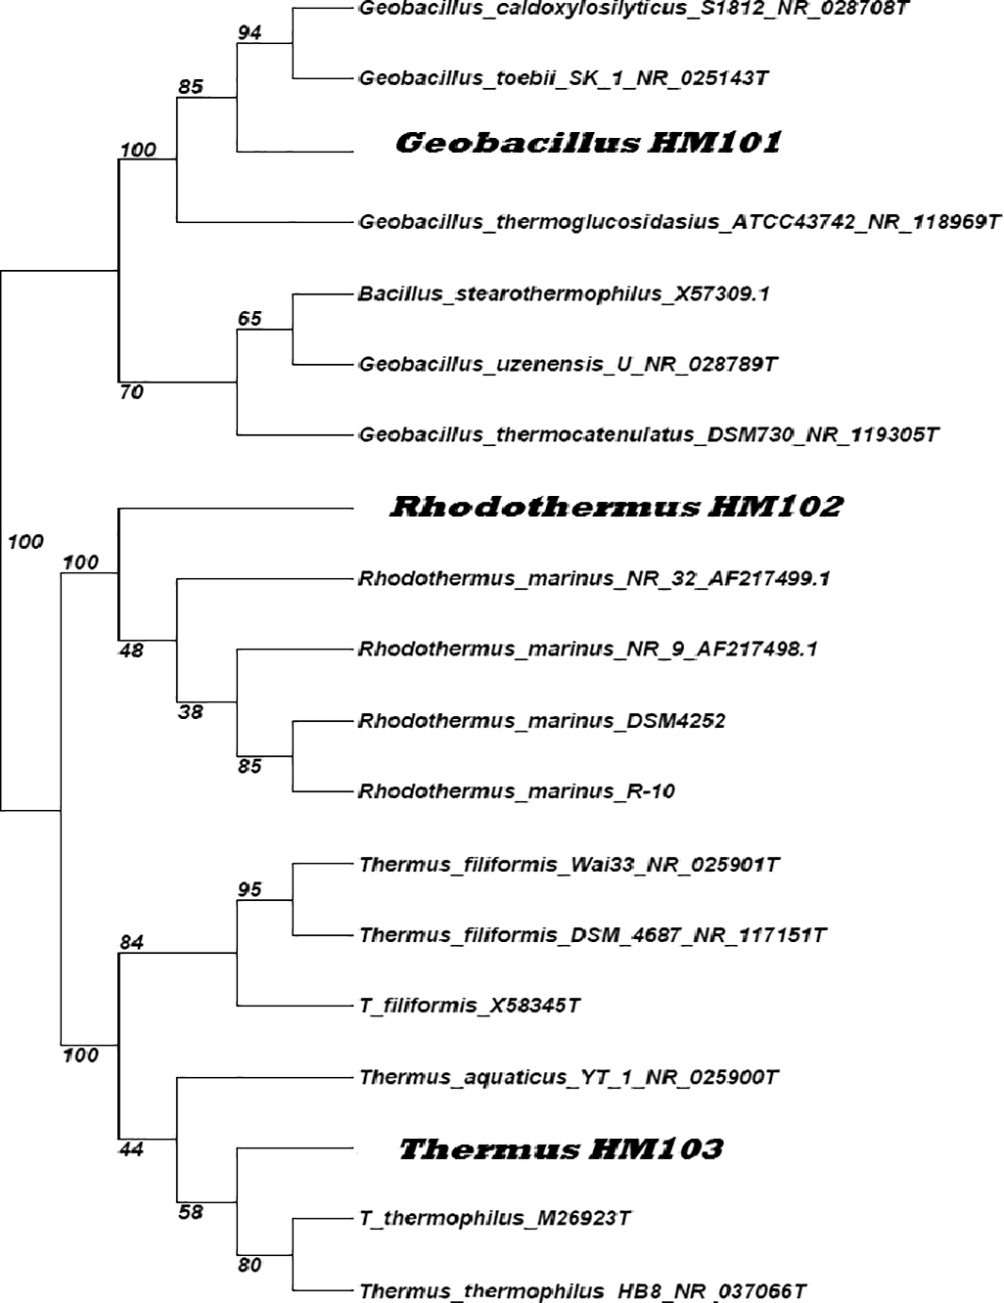 Geobacillus_caldoxylosilyticus_S1812_NR_028708T
94
Geobacillus_toebii_SK_1_NR_025143T
85
Geobacillus HM101
100
Geobacillus_thermoglucosidasius_ATCC43742_NR_118969T
Bacillus_stearothermophilus_X57309.1
65
Geobacillus_uzenensis_U_NR_028789T
70
Geobacillus_thermocatenulatus_DSM730_NR_119305T
Rhodothermus HM102
100
100
Rhodothermus_marinus_NR_32_AF217499.1
48
Rhodothermus_marinus_NR_9_AF217498.1
38
Rhodothermus_marinus_DSM4252
85
Rhodothermus_marinus_R-10
Thermus_filiformis_Wai33_NR_025901T
95
Thermus_filiformis_DSM_4687_NR_117151T
84
T_filiformis_X58345T
100
Thermus_aquaticus_YT_1_NR_025900T
44
Thermus HM103
58
T_thermophilus_M26923T
80
Thermus_thermophilus_HB8_NR_037066T